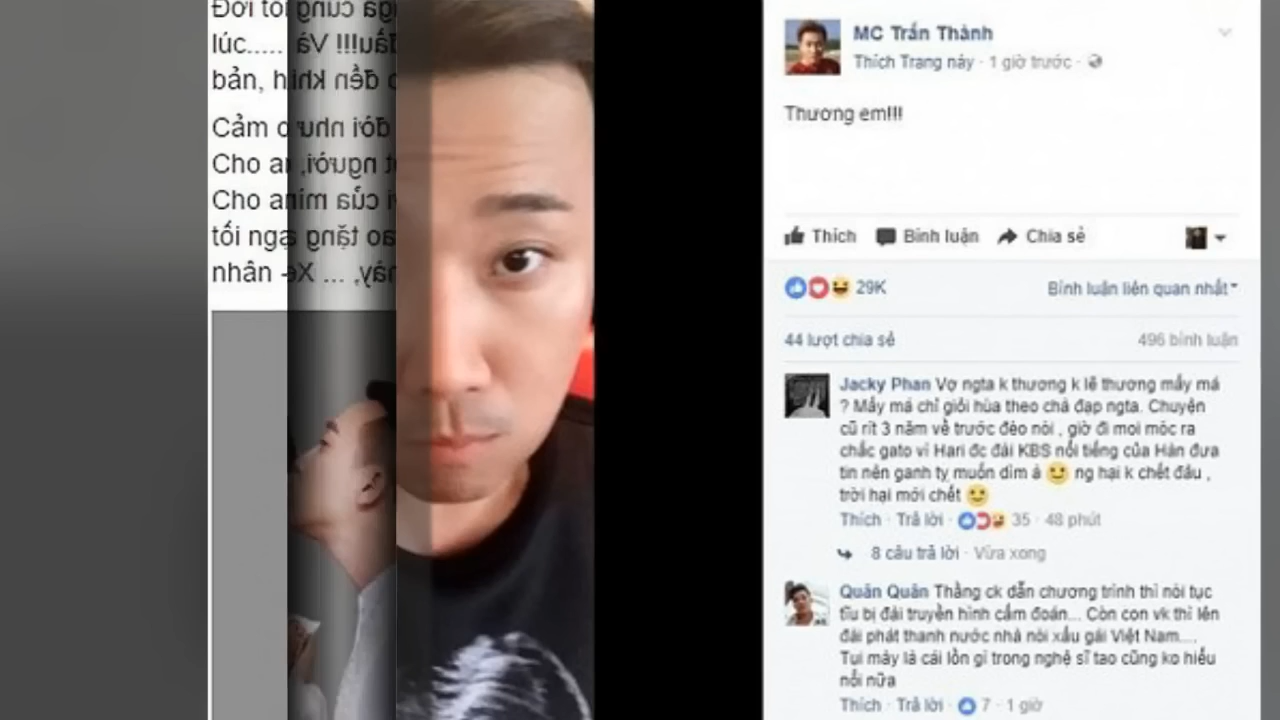 Đời tôi
lúc.....
bản,
Cảm
Cho
Cho
tối
nhân
MC Trấn Thành
Thích Trang này · 1 giờ trước ·
Thương em!!!
Thích Bình luận Chia sẻ
29K Bình luận liên quan nhất
44 lượt chia sẻ 496 bình luận
Jacky Phan Vợ ngta k thương k lẽ thương mấy má
? Mấy má chỉ giỏi hùa theo chà đạp ngta. Chuyện
cũ rít 3 năm về trước đéo nói , giờ đi moi móc ra
chắc gato vì Hari đc đài KBS nổi tiếng của Hàn đưa
tin nên ganh tỵ muốn dìm à 🙂 ng hại k chết đâu ,
trời hại mới chết 🙂
Thích · Trả lời · 35 · 48 phút
8 câu trả lời · Vừa xong
Quân Quân Thằng ck dẫn chương trình thì nói tục
tĩu bị đài truyền hình cấm đoán... Còn con vk thì lên
đài phát thanh nước nhà nói xấu gái Việt Nam....
Tụi mày là cái lồn gì trong nghệ sĩ tao cũng ko hiểu
nổi nữa
Thích · Trả lời · 7 · 1 giờ